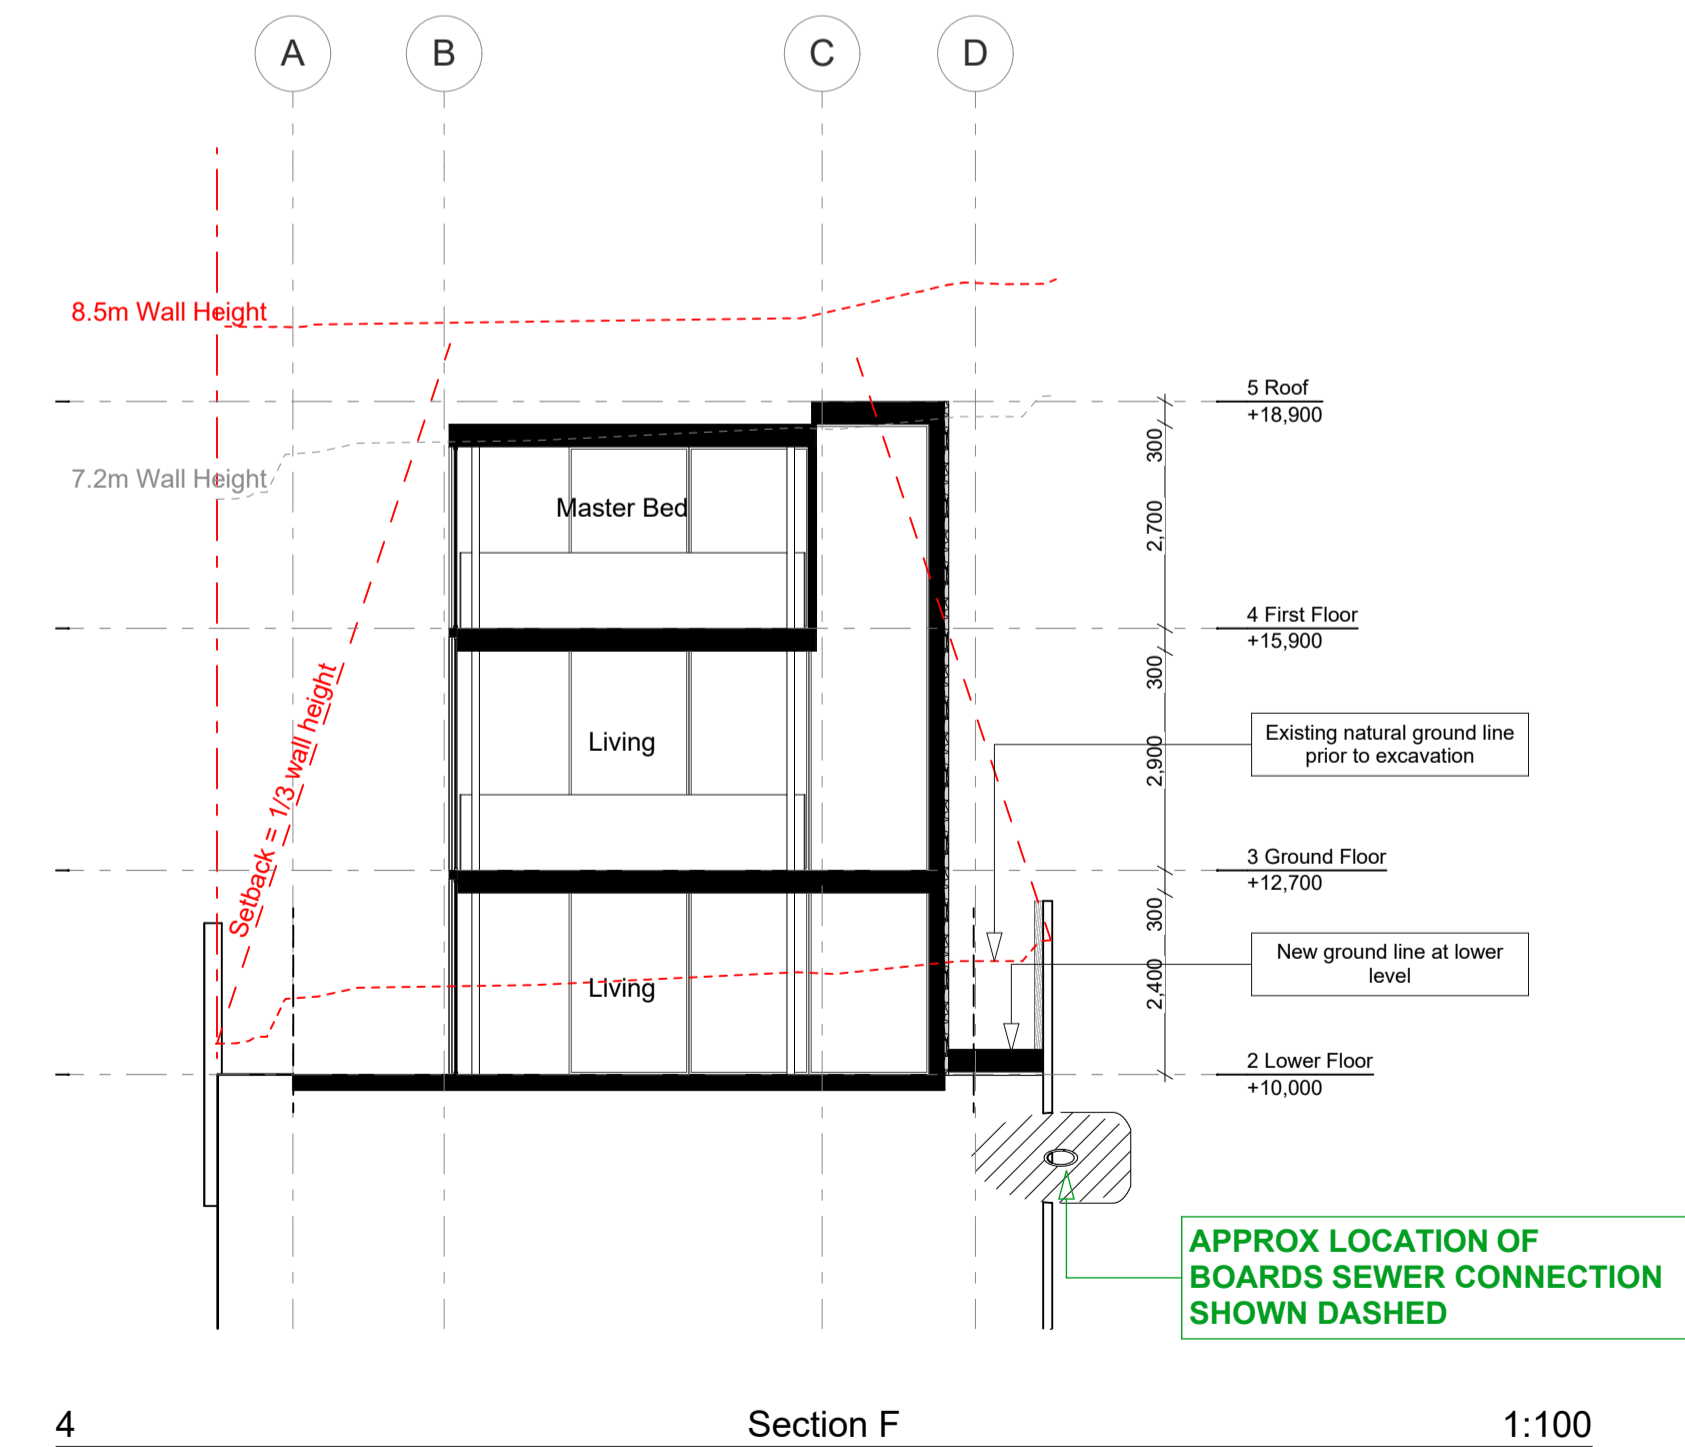 A
B
C
D
8.5m Wall Height
7.2m Wall Height
Setback = 1/3 wall height
Master Bed
Living
Living
300
2,700
300
2,900
300
2,400
5 Roof
+18,900
4 First Floor
+15,900
Existing natural ground line
prior to excavation
3 Ground Floor
+12,700
New ground line at lower
level
2 Lower Floor
+10,000
APPROX LOCATION OF
BOARDS SEWER CONNECTION
SHOWN DASHED
4
Section F
1:100